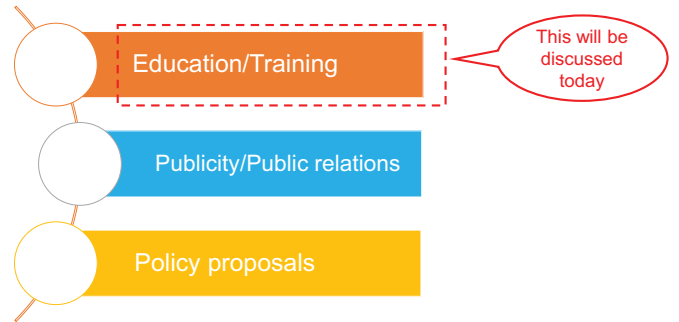 Education/Training
This will be
discussed
today
Publicity/Public relations
Policy proposals